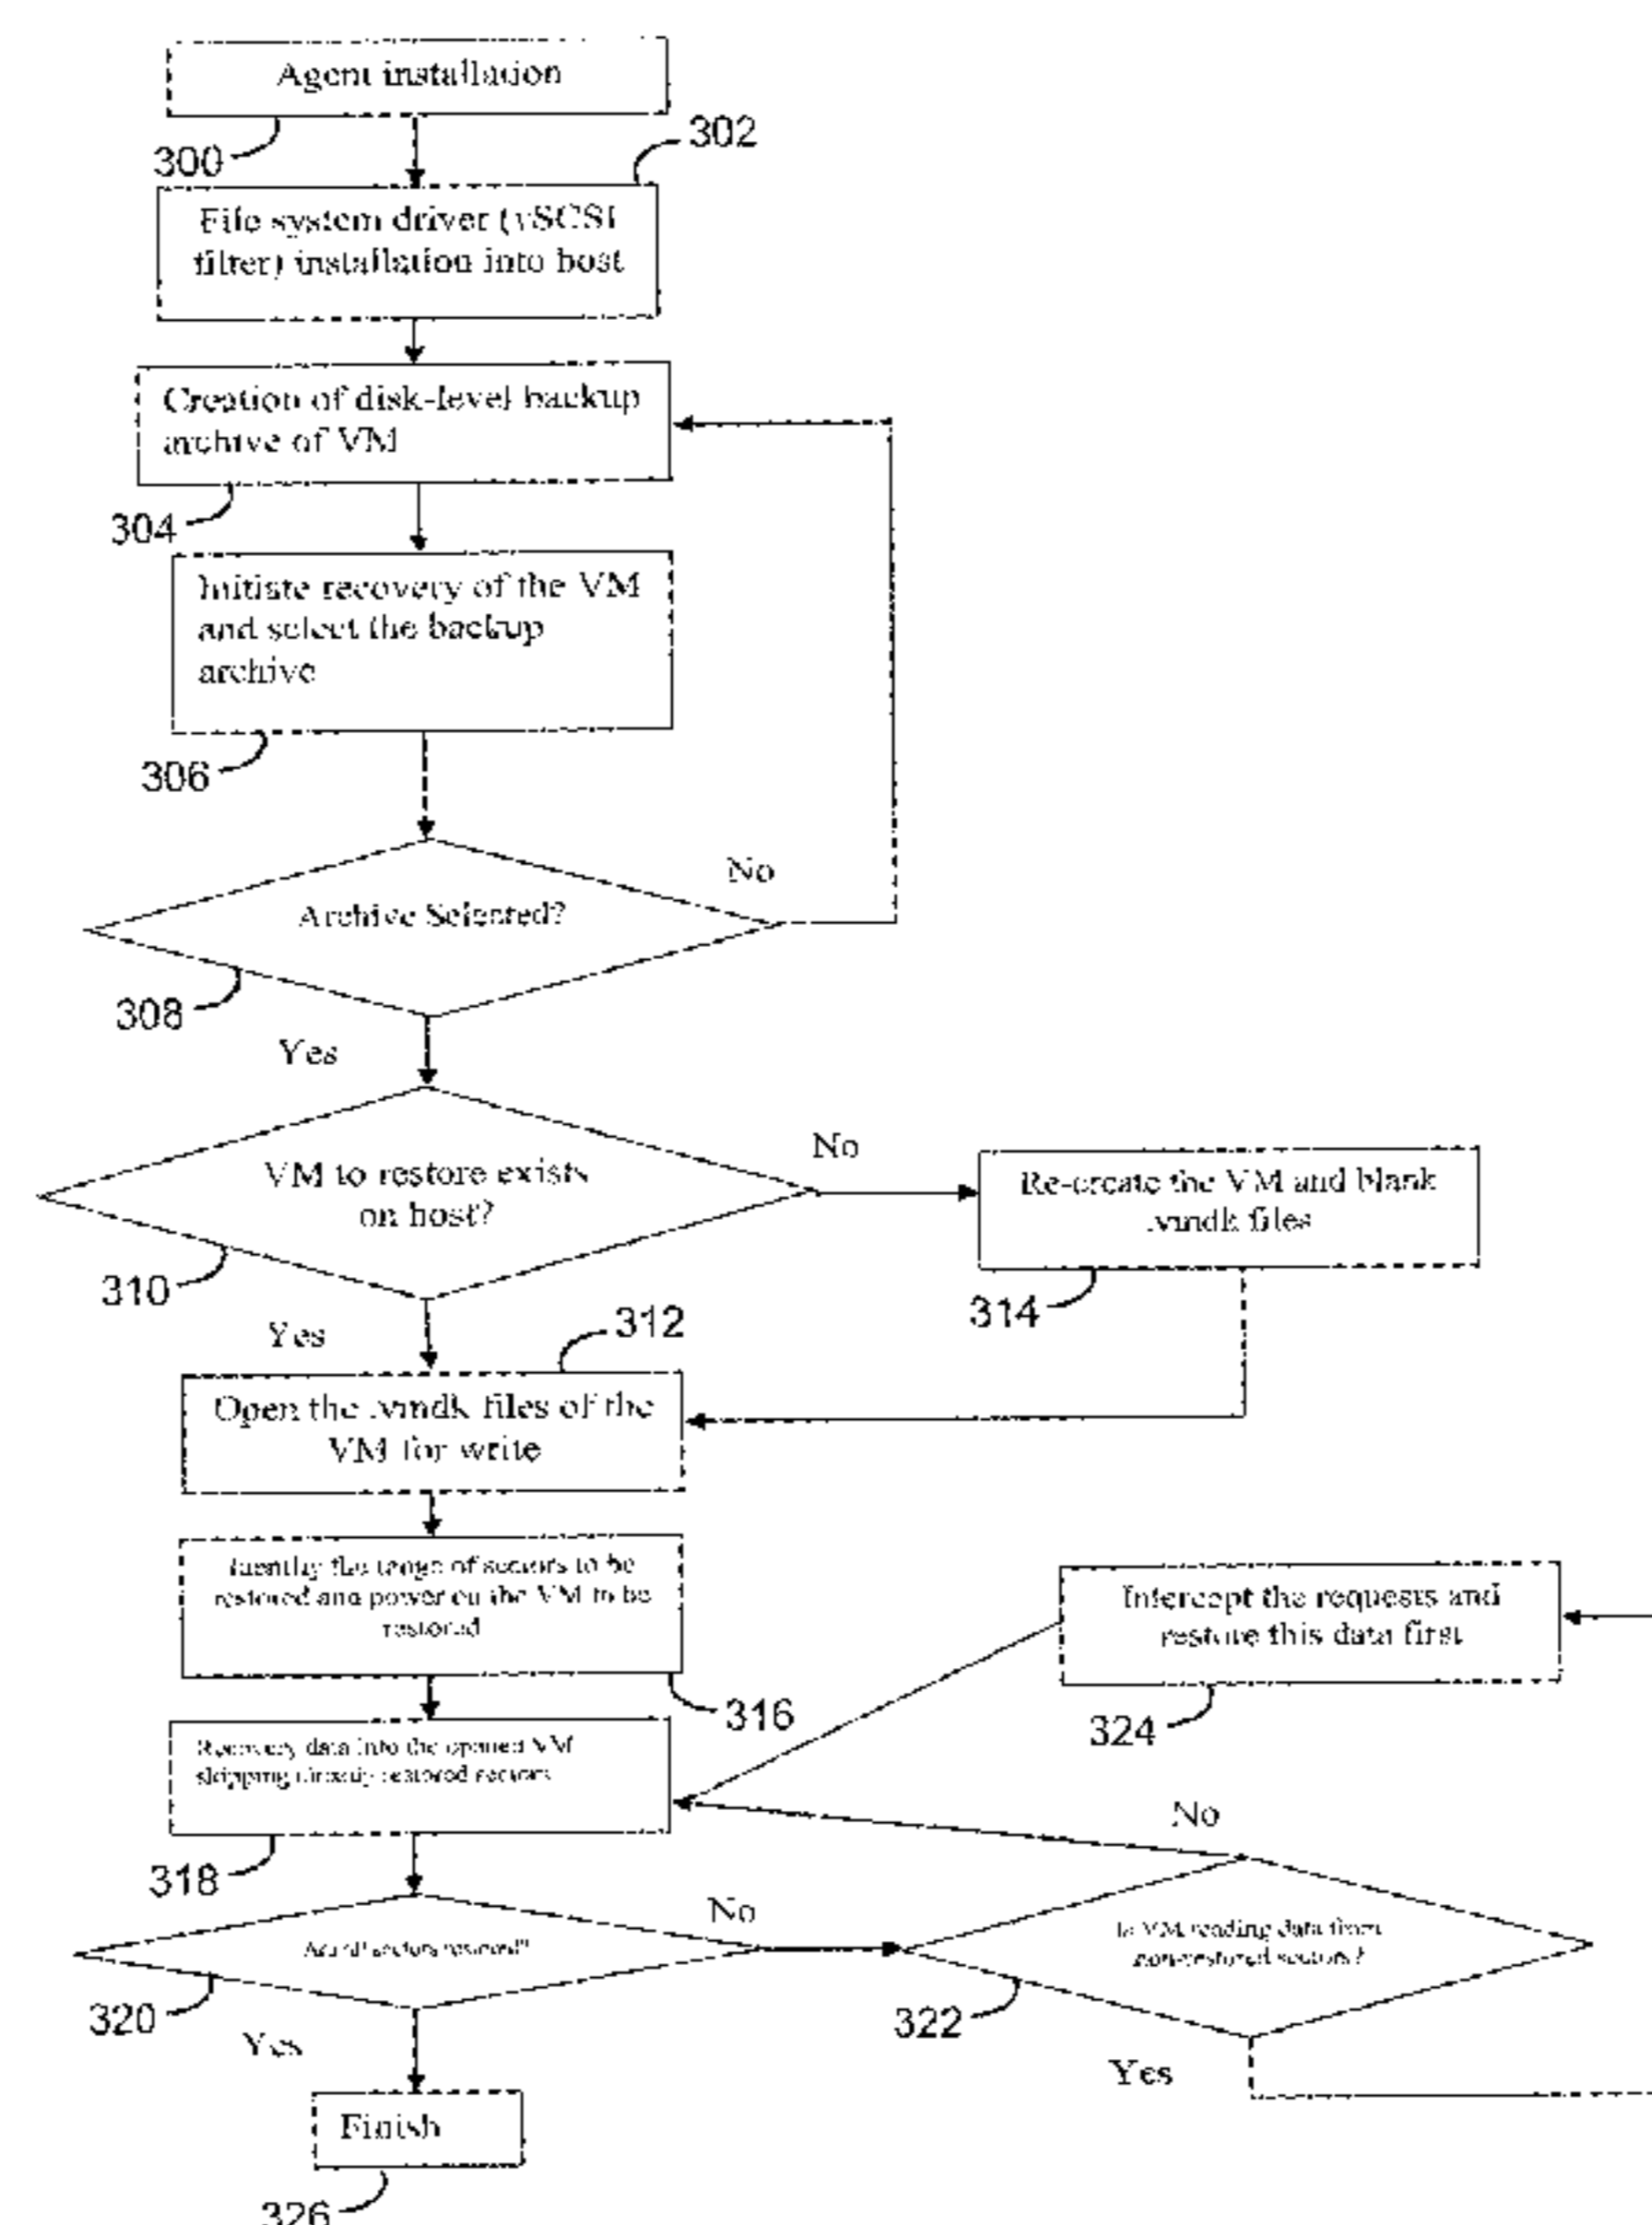 Agent installation
300
302
File system driver (vSCSI
filter) installation into host
Creation of disk-level backup
archive of VM
304
Initiate recovery of the VM
and select the backup
archive
306
No
Archive Selected?
308
Yes
No
VM to restore exists
on host?
Re-create the VM and blank
.vmdk files
310
314
Yes
312
Open the .vmdk files of the
VM for write
Identify the range of sectors to be
restored and power on the VM to be
restored
Intercept the requests and
restore this data first
316
324
Recovery data into the opened VM
skipping already restored sectors
No
318
No
Are all sectors restored?
Is VM reading data from
non-restored sectors?
320
322
Yes
Yes
Finish
326